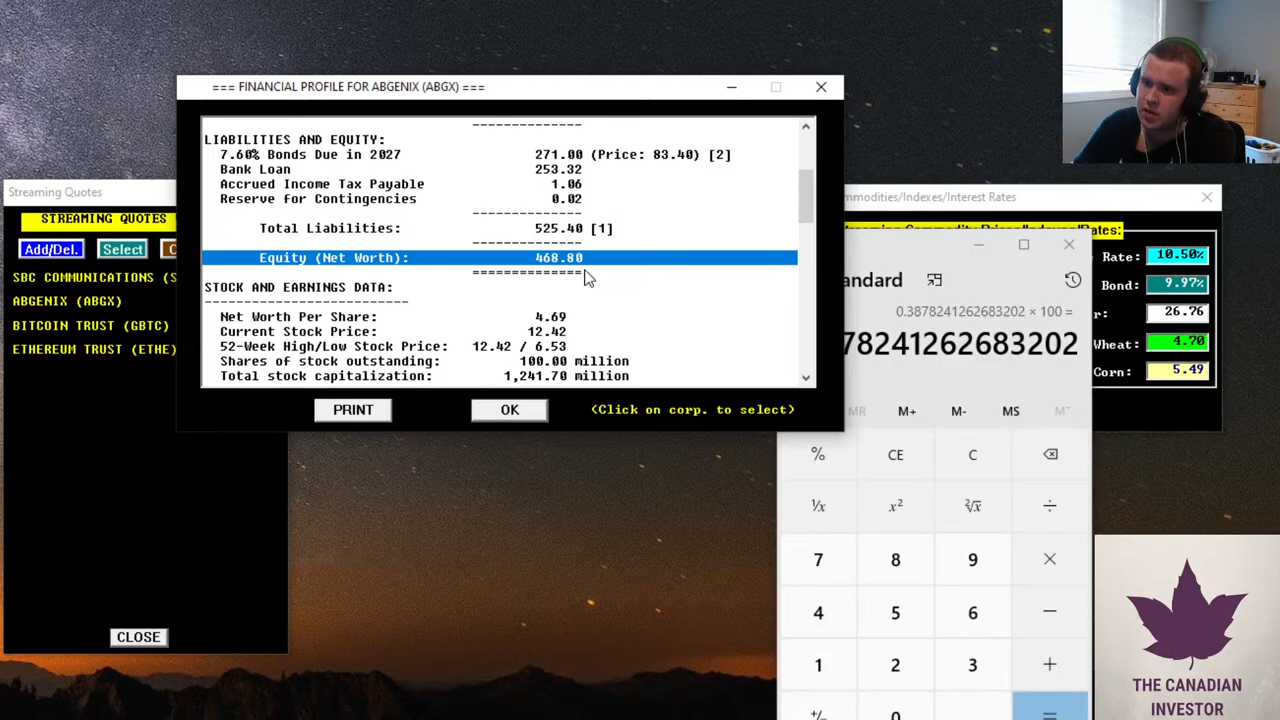 === FINANCIAL PROFILE FOR ABGENIX (ABGX) ===
LIABILITIES AND EQUITY:
7.60% Bonds Due in 2027 271.00 (Price: 83.40) [2]
Bank Loan 253.32
Accrued Income Tax Payable 1.06
Reserve for Contingencies 0.02
Total Liabilities: 525.40 [1]
Equity (Net Worth): 468.80
STOCK AND EARNINGS DATA:
Net Worth Per Share: 4.69
Current Stock Price: 12.42
52-Week High/Low Stock Price: 12.42 / 6.53
Shares of stock outstanding: 100.00 million
Total stock capitalization: 1,241.70 million
PRINT OK (Click on corp. to select)
Streaming Quotes
STREAMING QUOTES
Add/Del. Select C
SBC COMMUNICATIONS (S
ABGENIX (ABGX)
BITCOIN TRUST (GBTC)
ETHEREUM TRUST (ETHE)
CLOSE
mmodities/Indexes/Interest Rates
Rate: 10.50%
Bond: 9.97%
r: 26.76
Wheat: 4.70
Corn: 5.49
andard
0.3878241262683202 × 100 =
78241262683202
MR M+ M- MS M˅
% CE C
¹/x x² ²√x ÷
7 8 9 ×
4 5 6 −
1 2 3 +
+/− 0 . =
THE CANADIAN
INVESTOR